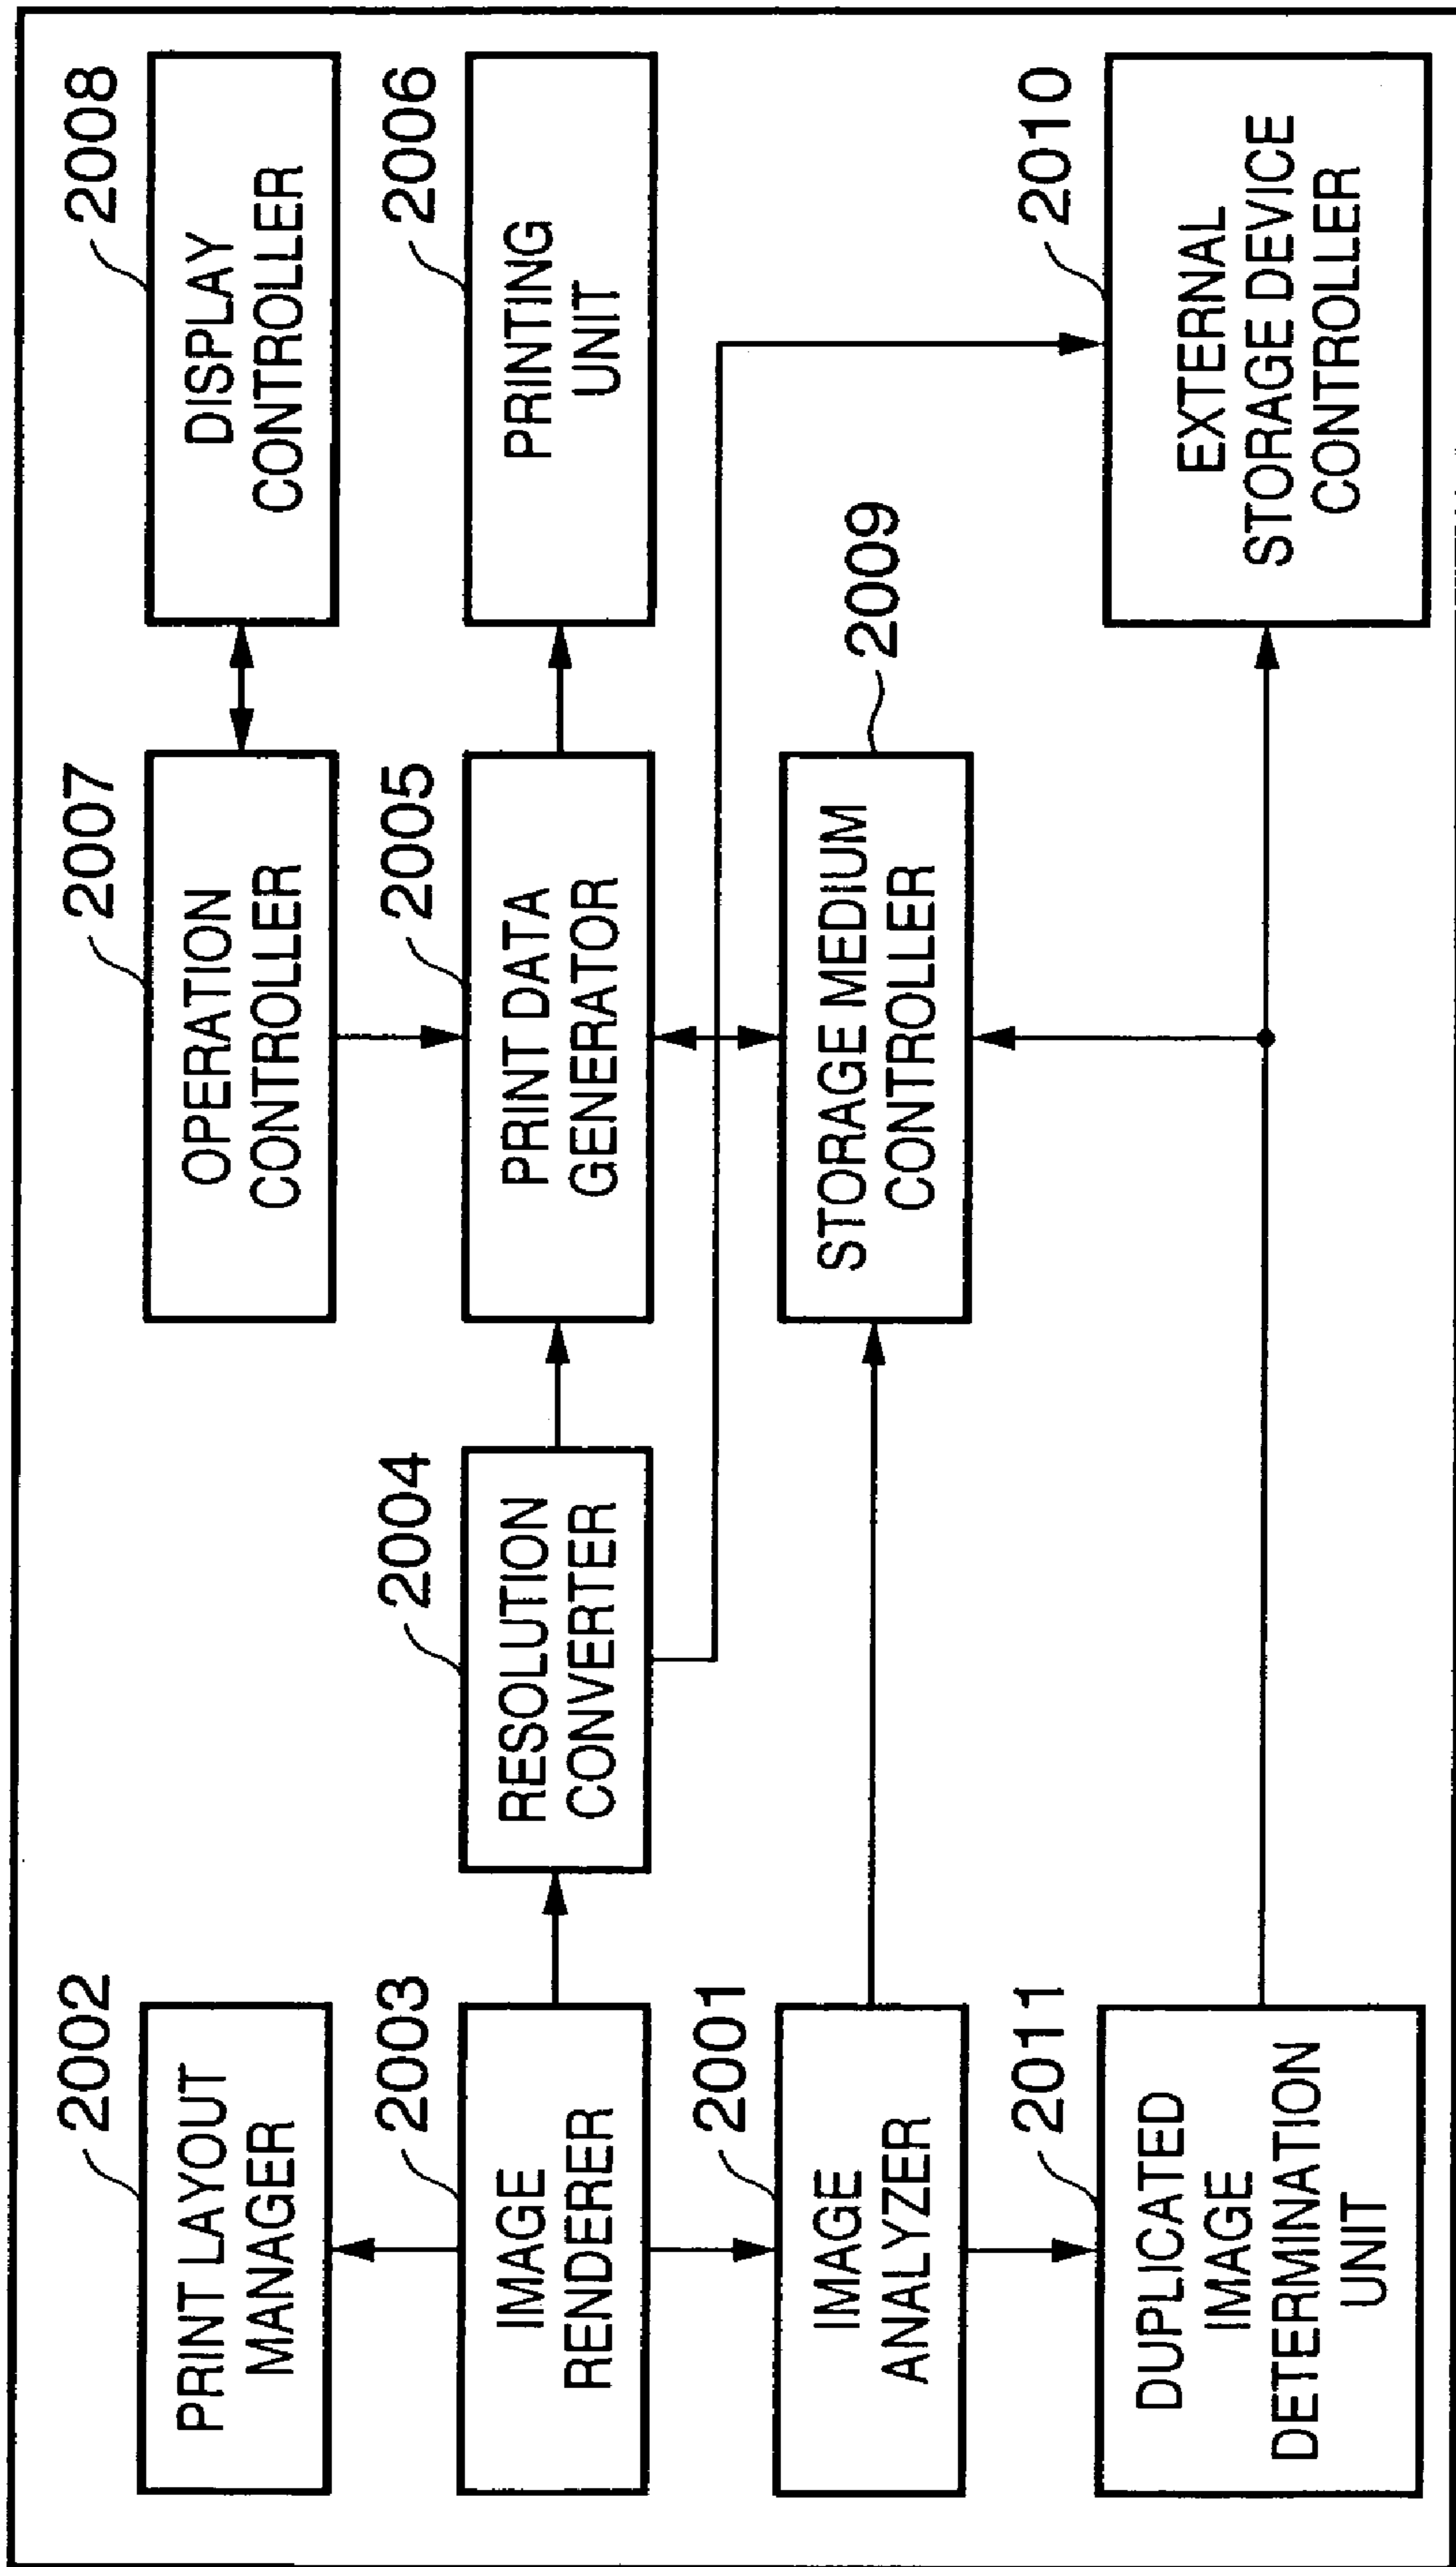 2002
PRINT LAYOUT
MANAGER
2007
OPERATION
CONTROLLER
2008
DISPLAY
CONTROLLER
2003
IMAGE
RENDERER
2004
RESOLUTION
CONVERTER
2005
PRINT DATA
GENERATOR
2006
PRINTING
UNIT
2001
IMAGE
ANALYZER
2009
STORAGE MEDIUM
CONTROLLER
2011
DUPLICATED
IMAGE
DETERMINATION
UNIT
2010
EXTERNAL
STORAGE DEVICE
CONTROLLER